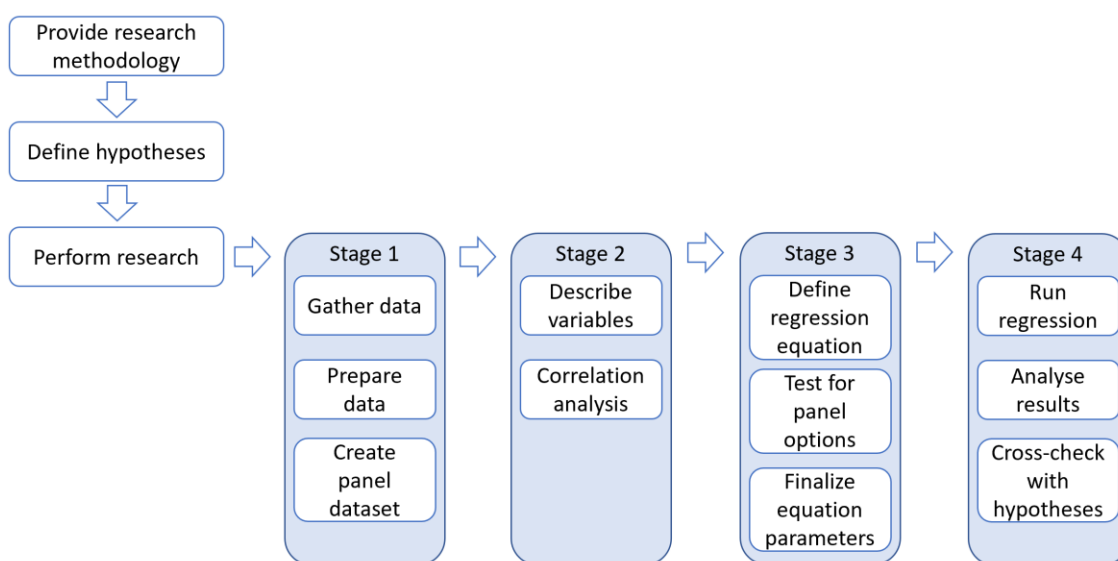 Provide research
methodology
Define hypotheses
Perform research
Stage 1
Gather data
Prepare
data
Create
panel
dataset
Stage 2
Describe
variables
Correlation
analysis
Stage 3
Define
regression
equation
Test for
panel
options
Finalize
equation
parameters
Stage 4
Run
regression
Analyse
results
Cross-check
with
hypotheses